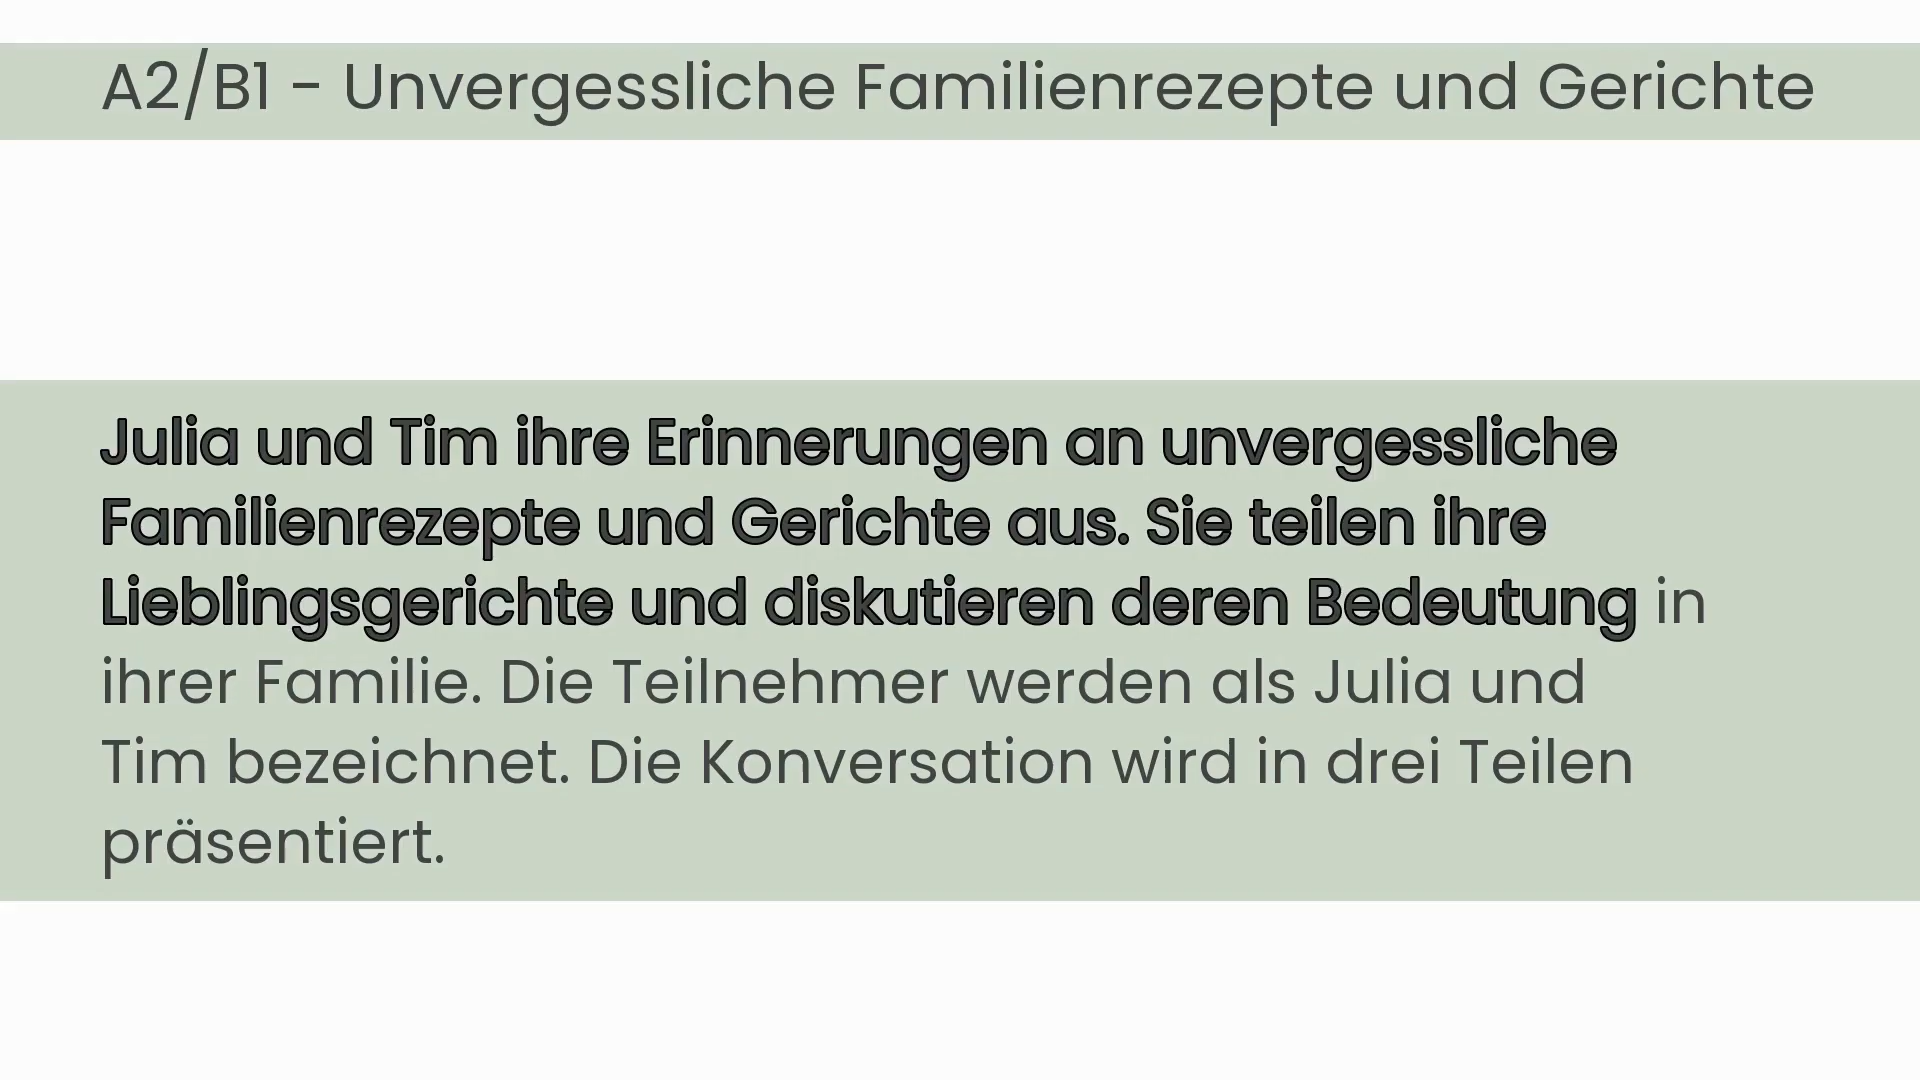 A2/B1 - Unvergessliche Familienrezepte und Gerichte
Julia und Tim ihre Erinnerungen an unvergessliche
Familienrezepte und Gerichte aus. Sie teilen ihre
Lieblingsgerichte und diskutieren deren Bedeutung in
ihrer Familie. Die Teilnehmer werden als Julia und
Tim bezeichnet. Die Konversation wird in drei Teilen
präsentiert.